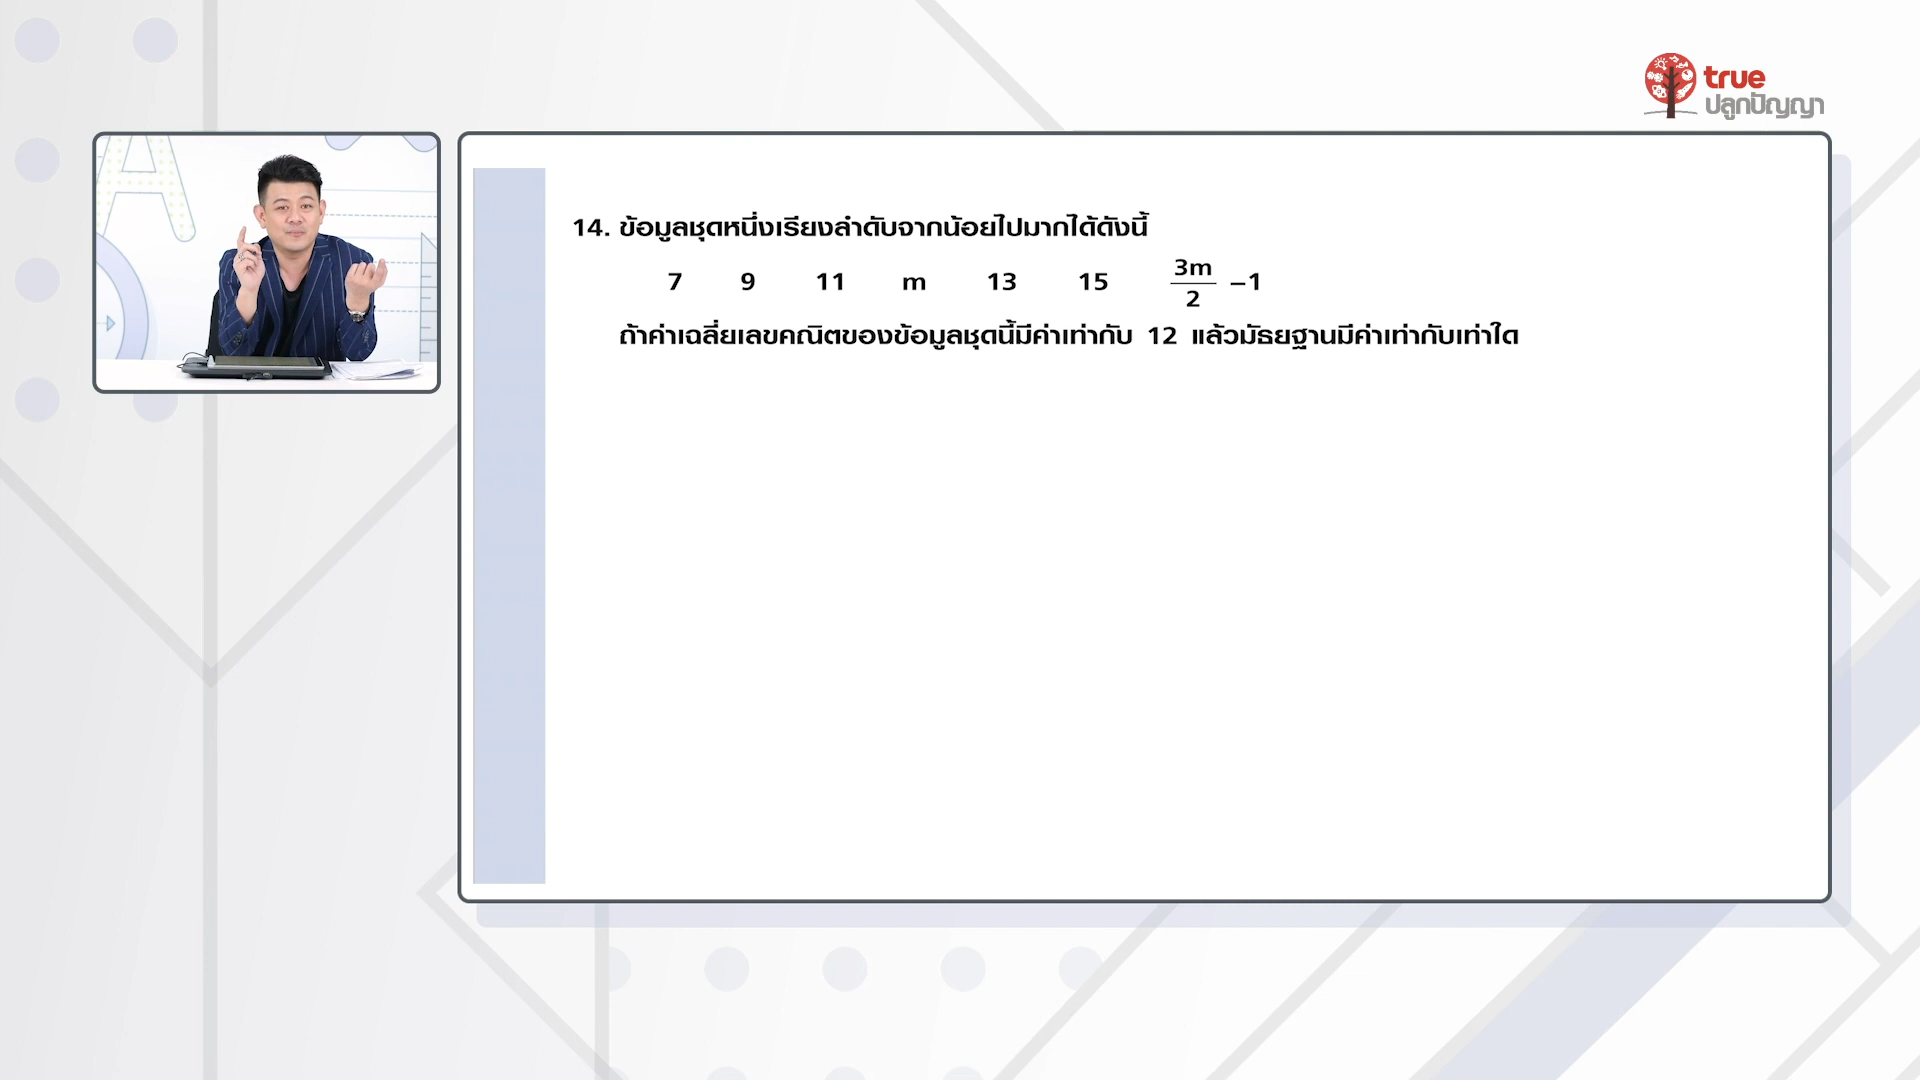 true
ปลูกปัญญา
14. ข้อมูลชุดหนึ่งเรียงลำดับจากน้อยไปมากได้ดังนี้
7 9 11 m 13 15 3m/2 –1
ถ้าค่าเฉลี่ยเลขคณิตของข้อมูลชุดนี้มีค่าเท่ากับ 12 แล้วมัธยฐานมีค่าเท่ากับเท่าใด